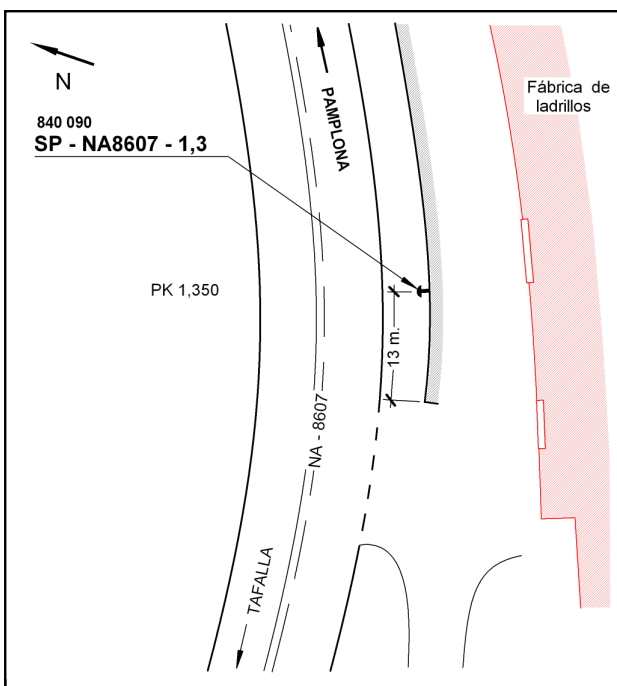 N
840 090
SP - NA8607 - 1,3
PAMPLONA
Fábrica de
ladrillos
PK 1,350
13 m.
NA - 8607
TAFALLA